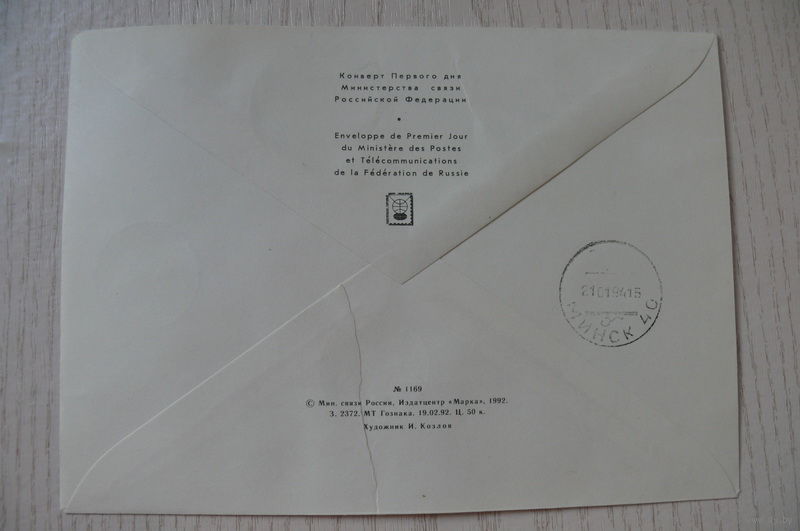 Конверт Первого дня
Министерства связи
Российской Федерации
•
Enveloppe de Premier Jour
du Ministère des Postes
et Télécommunications
de la Fédération de Russie
№ 1169
© Мин. связи России, Издатцентр «Марка», 1992.
З. 2372. МТ Гознака. 19.02.92. Ц. 50 к.
Художник И. Козлов
21019415
МИНСК 40